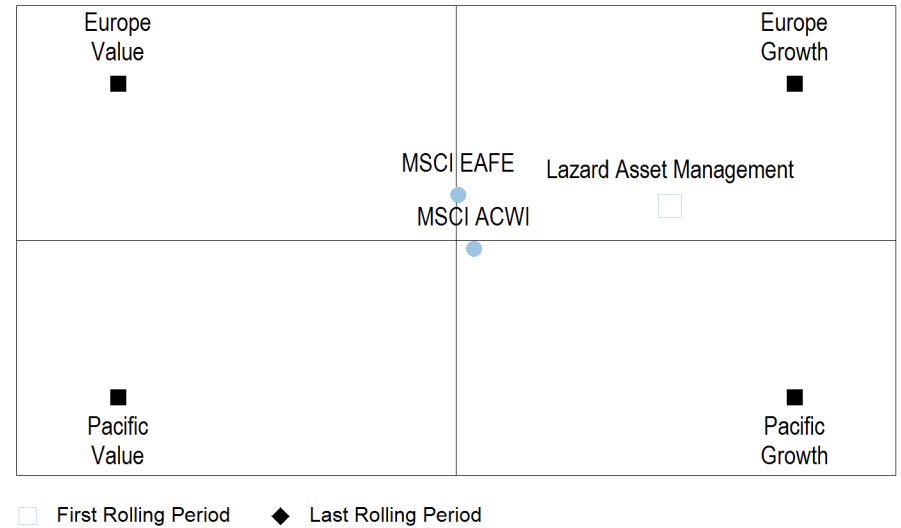 Europe
Value
Europe
Growth
MSCI EAFE
Lazard Asset Management
MSCI ACWI
Pacific
Value
Pacific
Growth
First Rolling Period
Last Rolling Period